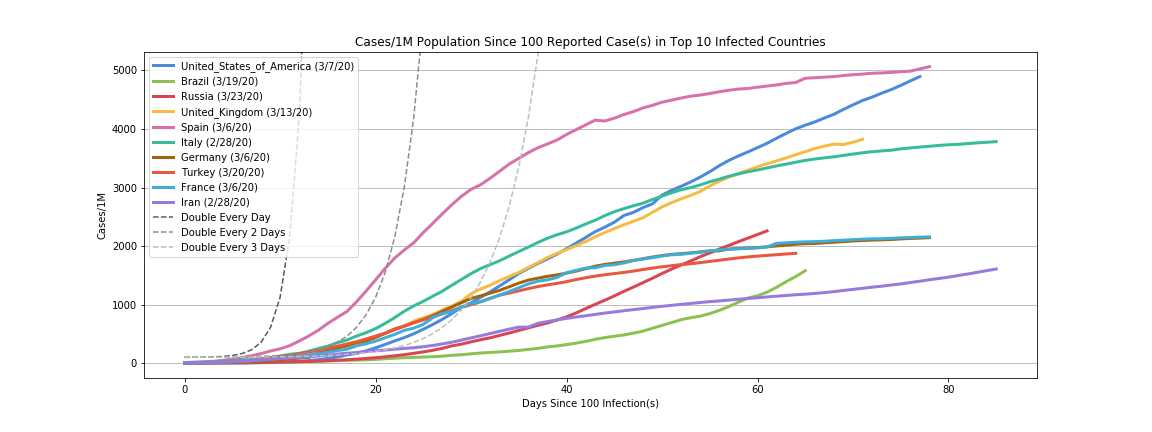 Cases/1M Population Since 100 Reported Case(s) in Top 10 Infected Countries
United_States_of_America (3/7/20)
Brazil (3/19/20)
Russia (3/23/20)
United_Kingdom (3/13/20)
Spain (3/6/20)
Italy (2/28/20)
Germany (3/6/20)
Turkey (3/20/20)
France (3/6/20)
Iran (2/28/20)
Double Every Day
Double Every 2 Days
Double Every 3 Days
Cases/1M
5000
4000
3000
2000
1000
0
0
20
40
60
80
Days Since 100 Infection(s)